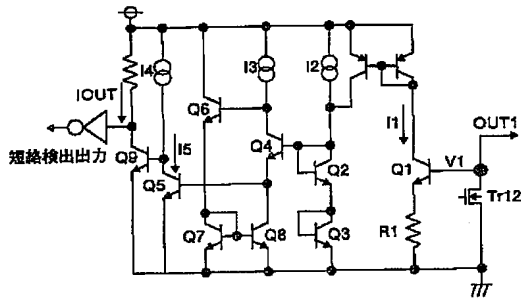 I4
I3
I2
IOUT
Q6
I1
OUT1
短絡検出出力
Q9
I5
Q5
Q4
Q2
Q1
V1
Tr12
Q7
Q8
Q3
R1